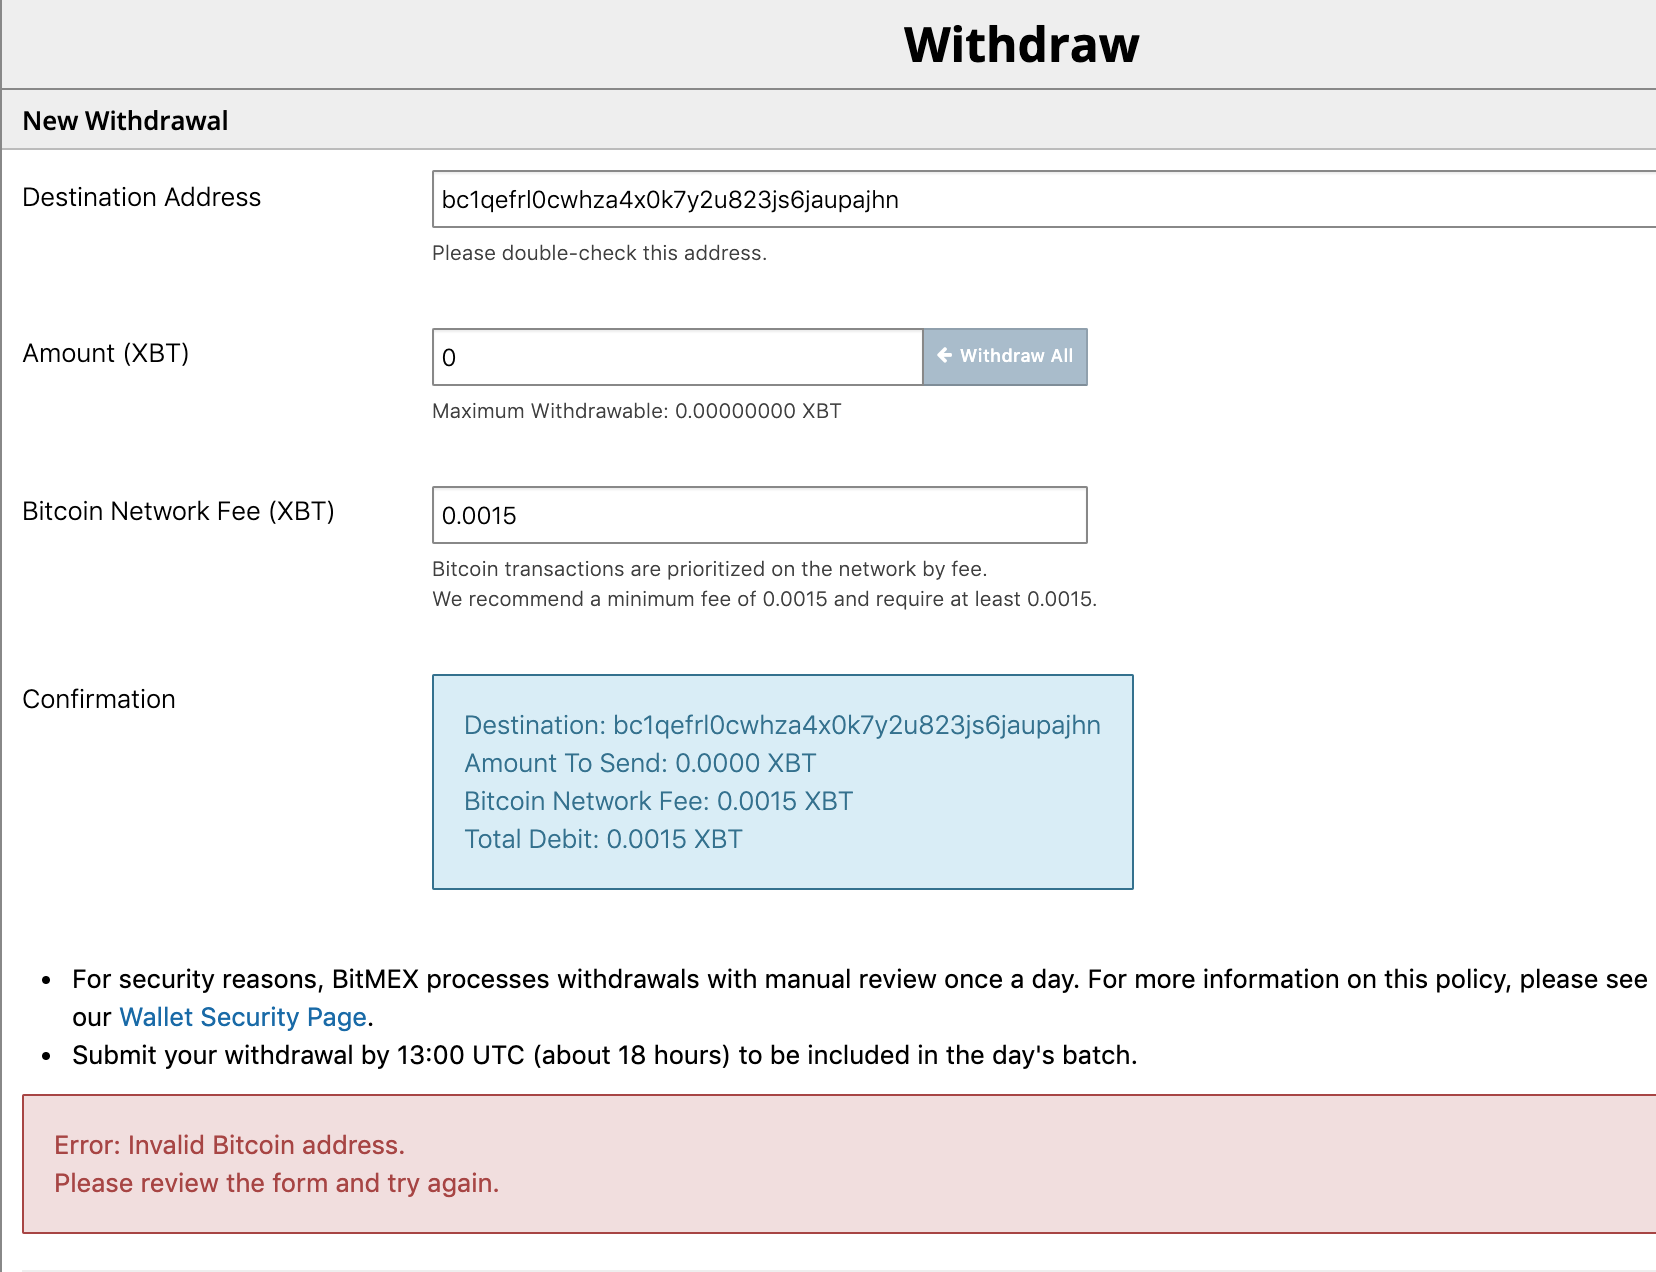 Withdraw
New Withdrawal
Destination Address
bc1qefrl0cwhza4x0k7y2u823js6jaupajhn
Please double-check this address.
Amount (XBT)
0
Withdraw All
Maximum Withdrawable: 0.00000000 XBT
Bitcoin Network Fee (XBT)
0.0015
Bitcoin transactions are prioritized on the network by fee.
We recommend a minimum fee of 0.0015 and require at least 0.0015.
Confirmation
Destination: bc1qefrl0cwhza4x0k7y2u823js6jaupajhn
Amount To Send: 0.0000 XBT
Bitcoin Network Fee: 0.0015 XBT
Total Debit: 0.0015 XBT
• For security reasons, BitMEX processes withdrawals with manual review once a day. For more information on this policy, please see
our Wallet Security Page.
• Submit your withdrawal by 13:00 UTC (about 18 hours) to be included in the day's batch.
Error: Invalid Bitcoin address.
Please review the form and try again.